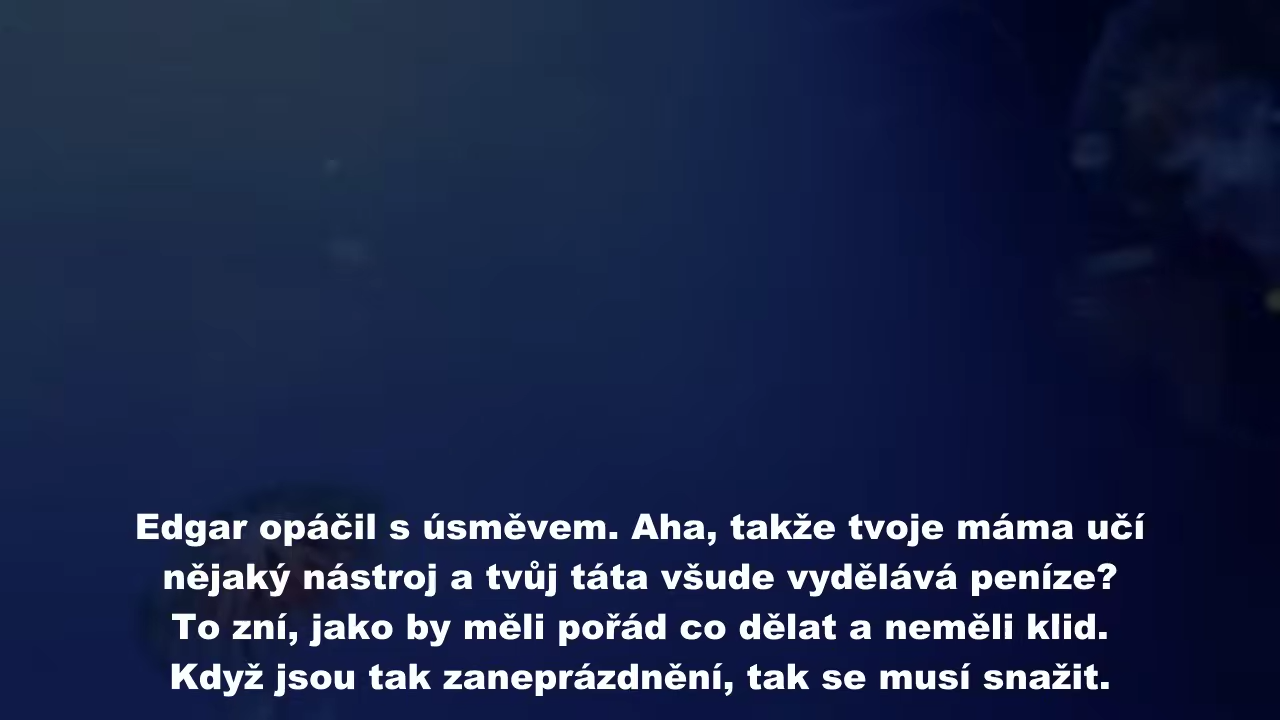 Edgar opáčil s úsměvem. Aha, takže tvoje máma učí
nějaký nástroj a tvůj táta všude vydělává peníze?
To zní, jako by měli pořád co dělat a neměli klid.
Když jsou tak zaneprázdnění, tak se musí snažit.